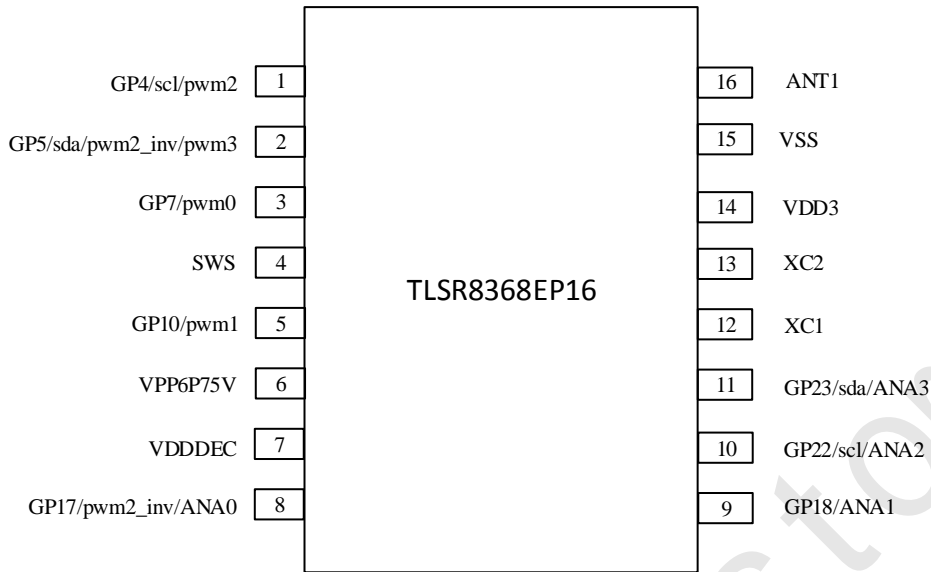 GP4/scl/pwm2 1
GP5/sda/pwm2_inv/pwm3 2
GP7/pwm0 3
SWS 4
GP10/pwm1 5
VPP6P75V 6
VDDDEC 7
GP17/pwm2_inv/ANA0 8
TLSR8368EP16
16 ANT1
15 VSS
14 VDD3
13 XC2
12 XC1
11 GP23/sda/ANA3
10 GP22/scl/ANA2
9 GP18/ANA1